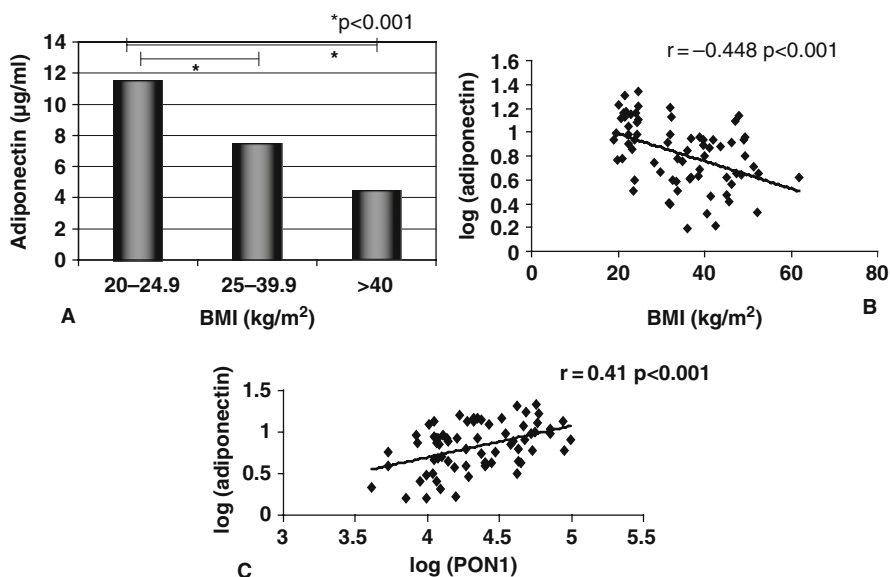 *p<0.001
14
12
10
8
6
4
2
0
Adiponectin (µg/ml)
*
*
20–24.9 25–39.9 >40
BMI (kg/m²)
A
r = −0.448 p<0.001
1.6
1.4
1.2
1
0.8
0.6
0.4
0.2
0
log (adiponectin)
0 20 40 60 80
BMI (kg/m²)
B
r = 0.41 p<0.001
1.5
1
0.5
0
log (adiponectin)
3 3.5 4 4.5 5 5.5
log (PON1)
C